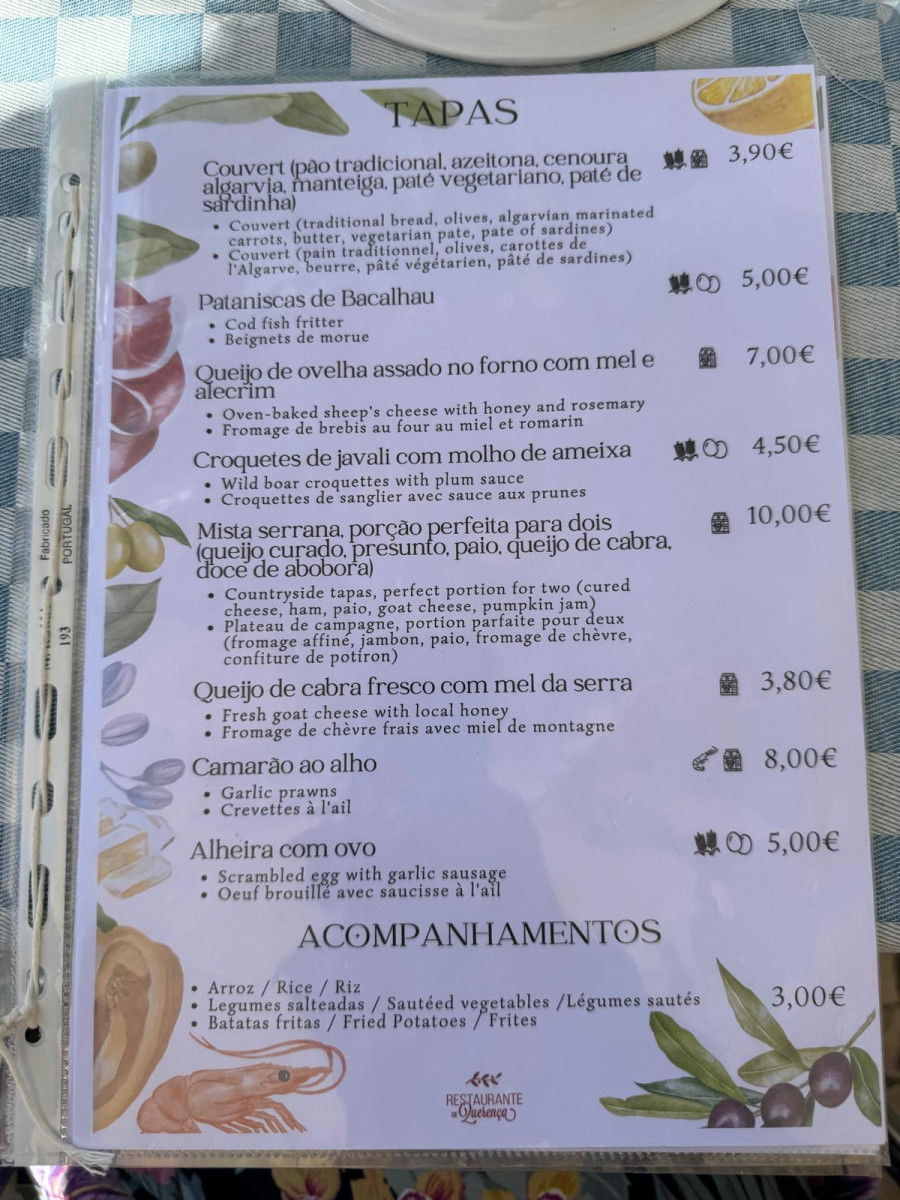 TAPAS
Couvert (pão tradicional, azeitona, cenoura
algarvia, manteiga, paté vegetariano, paté de
sardinha)
3,90€
• Couvert (traditional bread, olives, algarvian marinated
carrots, butter, vegetarian pate, pate of sardines)
• Couvert (pain traditionnel, olives, carottes de
l'Algarve, beurre, pâté végétarien, pâté de sardines)
Pataniscas de Bacalhau
5,00€
• Cod fish fritter
• Beignets de morue
Queijo de ovelha assado no forno com mel e
alecrim
7,00€
• Oven-baked sheep's cheese with honey and rosemary
• Fromage de brebis au four au miel et romarin
Croquetes de javali com molho de ameixa
4,50€
• Wild boar croquettes with plum sauce
• Croquettes de sanglier avec sauce aux prunes
Mista serrana, porção perfeita para dois
(queijo curado, presunto, paio, queijo de cabra,
doce de abobora)
10,00€
• Countryside tapas, perfect portion for two (cured
cheese, ham, paio, goat cheese, pumpkin jam)
• Plateau de campagne, portion parfaite pour deux
(fromage affiné, jambon, paio, fromage de chèvre,
confiture de potiron)
Queijo de cabra fresco com mel da serra
3,80€
• Fresh goat cheese with local honey
• Fromage de chèvre frais avec miel de montagne
Camarão ao alho
8,00€
• Garlic prawns
• Crevettes à l'ail
Alheira com ovo
5,00€
• Scrambled egg with garlic sausage
• Oeuf brouillé avec saucisse à l'ail
ACOMPANHAMENTOS
• Arroz / Rice / Riz
• Legumes salteadas / Sautéed vegetables /Légumes sautés
• Batatas fritas / Fried Potatoes / Frites
3,00€
RESTAURANTE
DE Querença
Fabricado
PORTUGAL
193